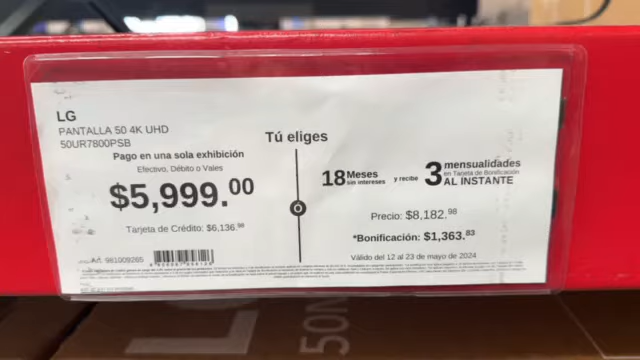 LG
PANTALLA 50 4K UHD
50UR7800PSB
Pago en una sola exhibición
Efectivo, Débito o Vales
$5,999.00
Tarjeta de Crédito: $6,136.98
Tú eliges
Ó
18 Meses sin intereses y recibe 3 mensualidades en Tarjeta de Bonificación AL INSTANTE
Precio: $8,182.98
*Bonificación: $1,363.83
Válido del 12 al 23 de mayo de 2024
981009265
50